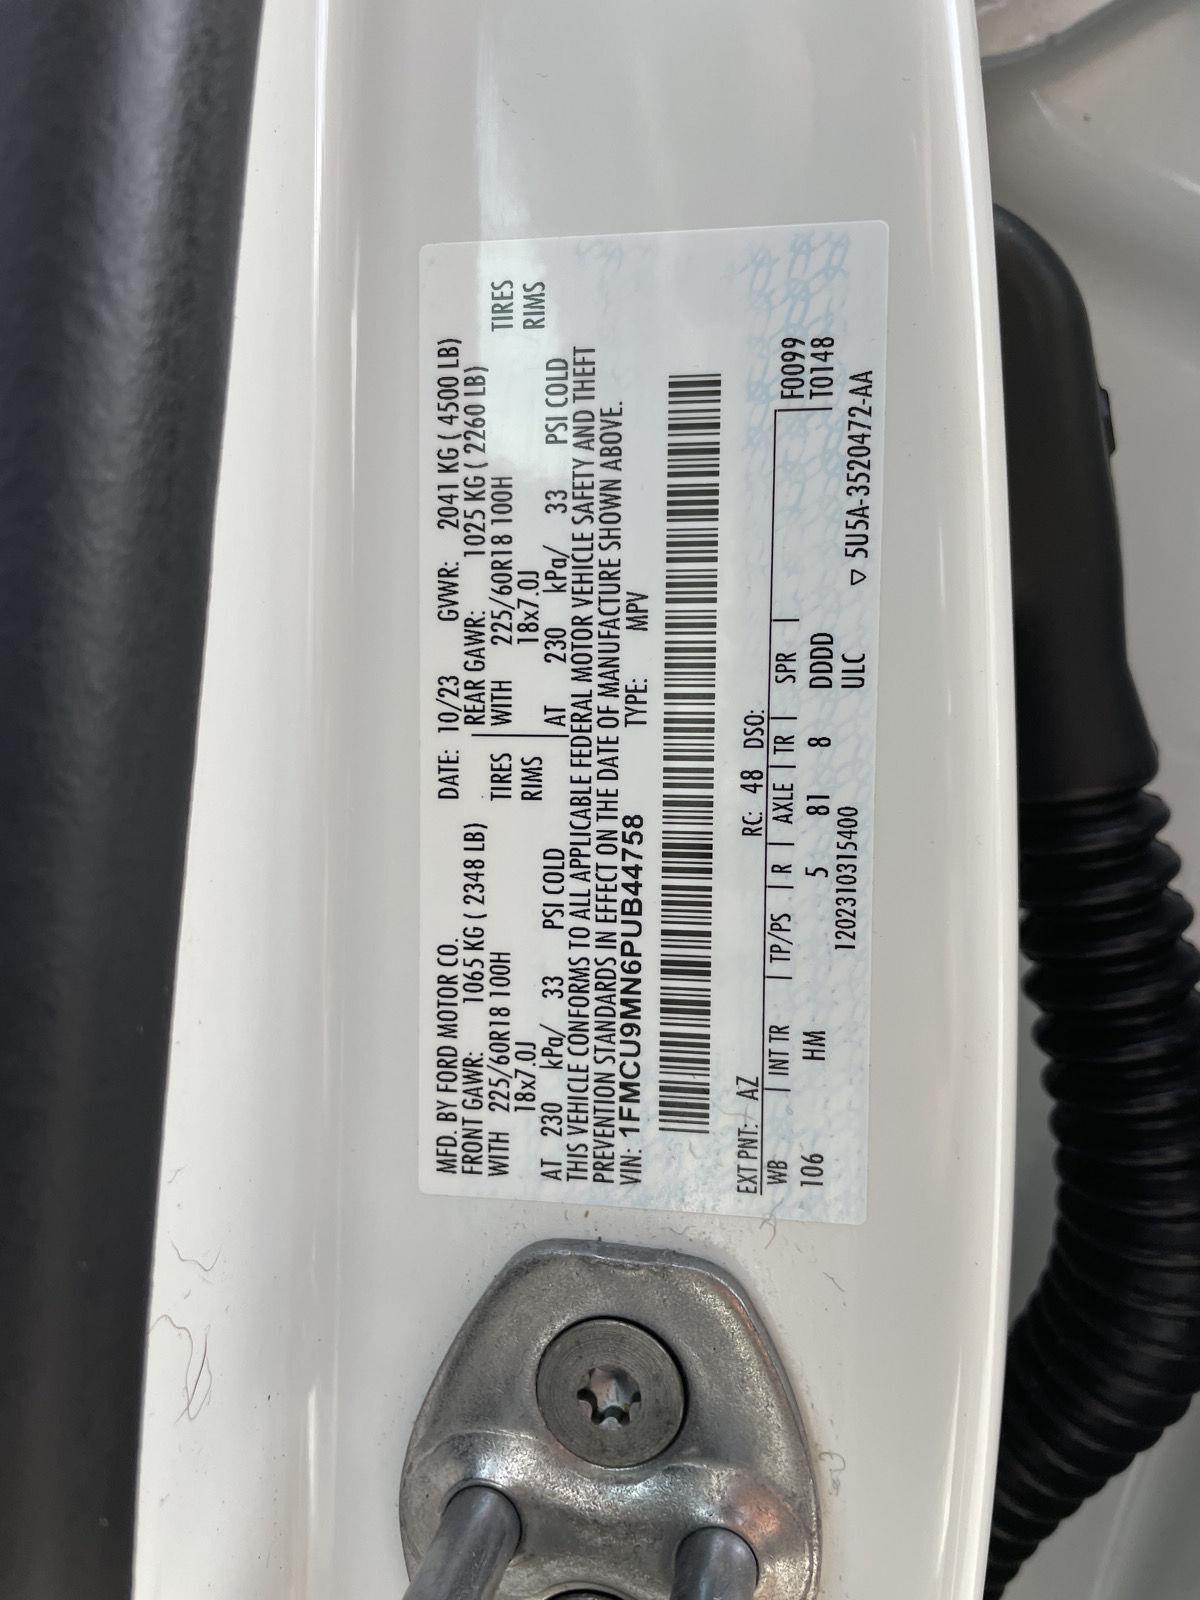 MFD. BY FORD MOTOR CO. DATE: 10/23 GVWR: 2041 KG ( 4500 LB)
FRONT GAWR: 1065 KG ( 2348 LB) REAR GAWR: 1025 KG ( 2260 LB)
WITH 225/60R18 100H TIRES WITH 225/60R18 100H TIRES
18x7.0J RIMS 18x7.0J RIMS
AT 230 kPa/ 33 PSI COLD AT 230 kPa/ 33 PSI COLD
THIS VEHICLE CONFORMS TO ALL APPLICABLE FEDERAL MOTOR VEHICLE SAFETY AND THEFT
PREVENTION STANDARDS IN EFFECT ON THE DATE OF MANUFACTURE SHOWN ABOVE.
VIN: 1FMCU9MN6PUB44758 TYPE: MPV
EXT PNT: AZ RC: 48 DSO:
WB | INT TR | TP/PS | R | AXLE | TR | SPR | F0099
106 HM 5 81 8 DDDD T0148
1202310315400 ULC ▽ 5U5A-3520472-AA